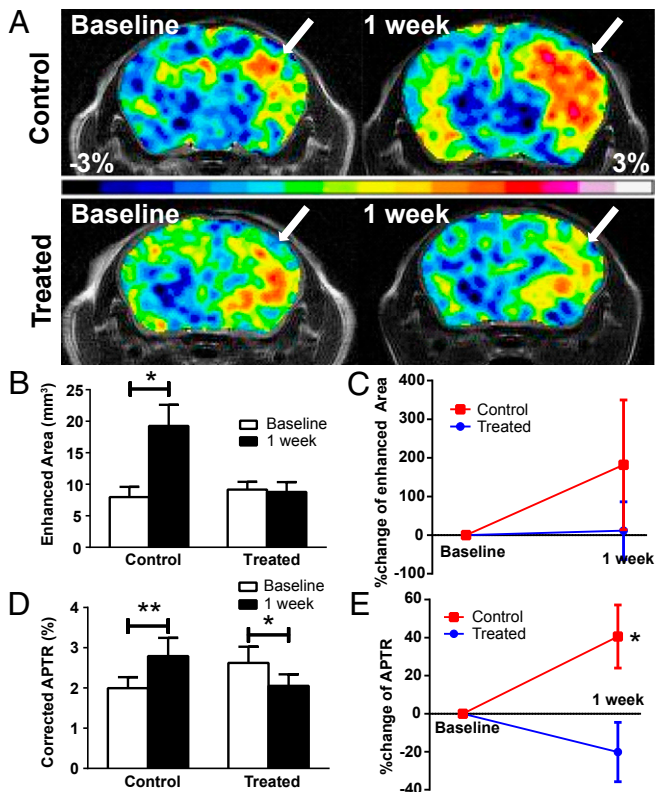 A
Baseline
1 week
Control
-3%
3%
Baseline
1 week
Treated
B
Enhanced Area (mm³)
25
20
15
10
5
0
*
Baseline
1 week
Control
Treated
C
%change of enhanced Area
400
300
200
100
0
-100
Control
Treated
Baseline
1 week
D
Corrected APTR (%)
4
3
2
1
0
**
*
Baseline
1 week
Control
Treated
E
%change of APTR
60
40
20
0
-20
-40
Control
Treated
*
1 week
Baseline